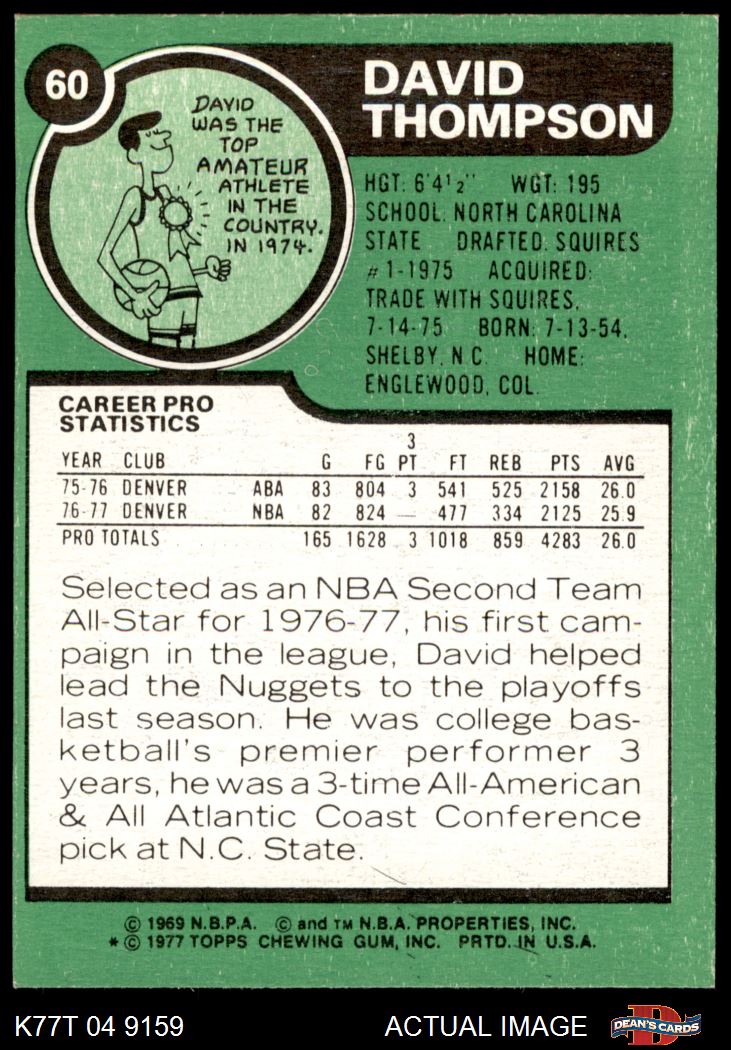 60
DAVID
THOMPSON
DAVID
WAS THE
TOP
AMATEUR
ATHLETE
IN THE
COUNTRY.
IN 1974.
HGT: 6'4 1/2" WGT: 195
SCHOOL: NORTH CAROLINA
STATE DRAFTED: SQUIRES
#1-1975 ACQUIRED:
TRADE WITH SQUIRES,
7-14-75 BORN: 7-13-54,
SHELBY, N.C. HOME:
ENGLEWOOD, COL.
CAREER PRO
STATISTICS
3
YEAR CLUB G FG PT FT REB PTS AVG
75-76 DENVER ABA 83 804 3 541 525 2158 26.0
76-77 DENVER NBA 82 824 — 477 334 2125 25.9
PRO TOTALS 165 1628 3 1018 859 4283 26.0
Selected as an NBA Second Team
All-Star for 1976-77, his first cam-
paign in the league, David helped
lead the Nuggets to the playoffs
last season. He was college bas-
ketball's premier performer 3
years, he was a 3-time All-American
& All Atlantic Coast Conference
pick at N.C. State.
© 1969 N.B.P.A. © and TM N.B.A. PROPERTIES, INC.
* © 1977 TOPPS CHEWING GUM, INC. PRTD. IN U.S.A.
K77T 04 9159 ACTUAL IMAGE DEAN'S CARDS